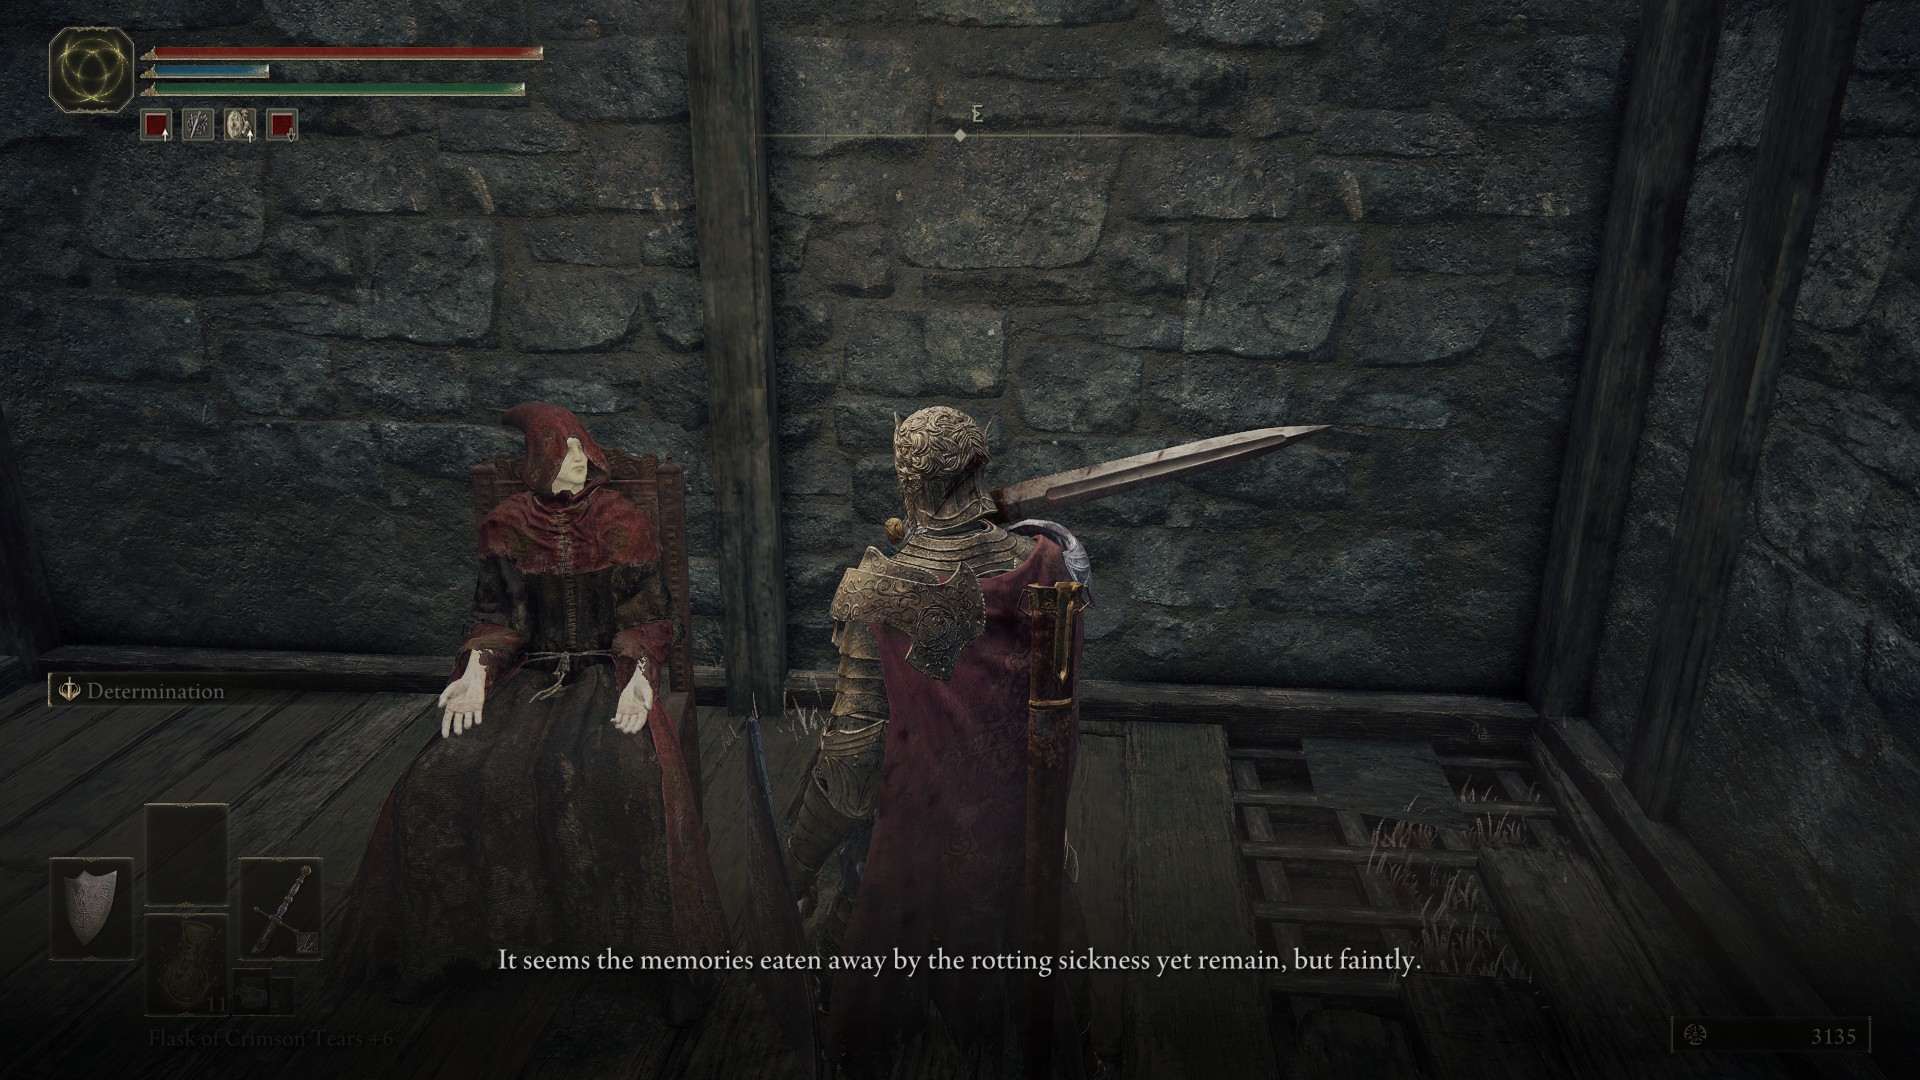 E
Determination
It seems the memories eaten away by the rotting sickness yet remain, but faintly.
11
Flask of Crimson Tears +6
3135